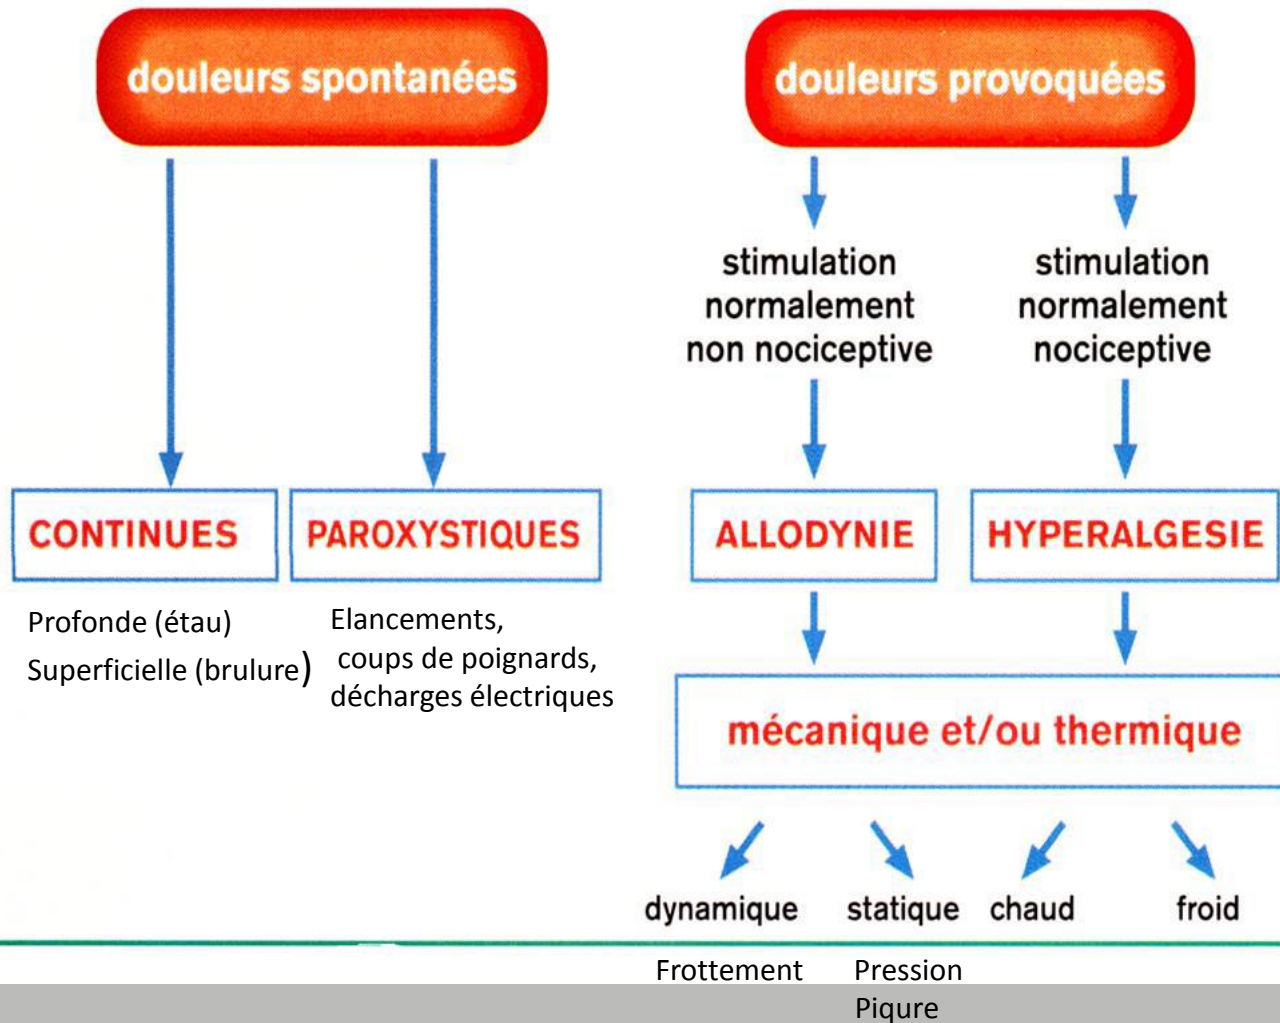 douleurs spontanées
douleurs provoquées
stimulation
normalement
non nociceptive
stimulation
normalement
nociceptive
CONTINUES
PAROXYSTIQUES
ALLODYNIE
HYPERALGESIE
Profonde (étau)
Superficielle (brulure)
Elancements,
coups de poignards,
décharges électriques
mécanique et/ou thermique
dynamique
statique
chaud
froid
Frottement
Pression
Piqure